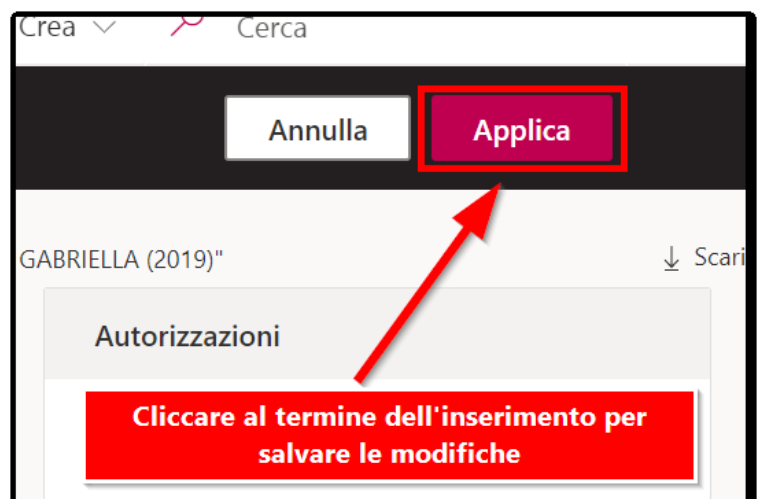 Crea Cerca
Annulla Applica
GABRIELLA (2019)" Scari
Autorizzazioni
Cliccare al termine dell'inserimento per
salvare le modifiche